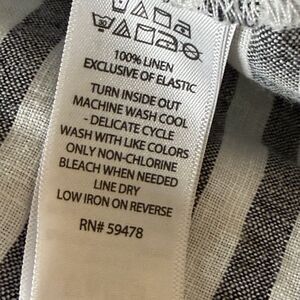 100% LINEN
EXCLUSIVE OF ELASTIC
TURN INSIDE OUT
MACHINE WASH COOL
- DELICATE CYCLE
WASH WITH LIKE COLORS
ONLY NON-CHLORINE
BLEACH WHEN NEEDED
LINE DRY
LOW IRON ON REVERSE
RN# 59478